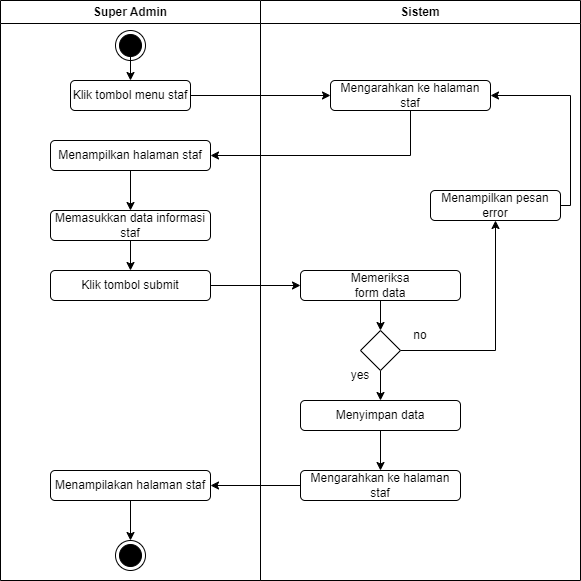 Super Admin
Sistem
Klik tombol menu staf
Mengarahkan ke halaman
staf
Menampilkan halaman staf
Menampilkan pesan
error
Memasukkan data informasi
staf
Klik tombol submit
Memeriksa
form data
no
yes
Menyimpan data
Menampilakan halaman staf
Mengarahkan ke halaman
staf